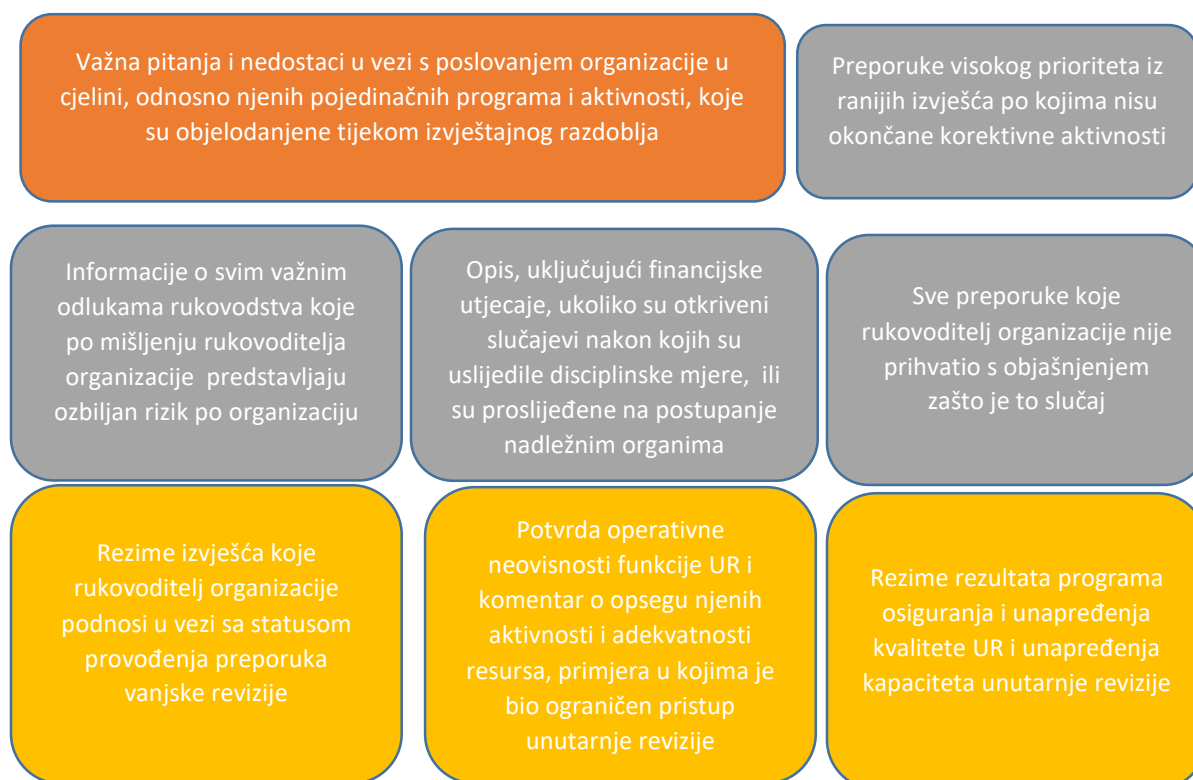 Važna pitanja i nedostaci u vezi s poslovanjem organizacije u
cjelini, odnosno njenih pojedinačnih programa i aktivnosti, koje
su objelodanjene tijekom izvještajnog razdoblja
Preporuke visokog prioriteta iz
ranijih izvješća po kojima nisu
okončane korektivne aktivnosti
Informacije o svim važnim
odlukama rukovodstva koje
po mišljenju rukovoditelja
organizacije predstavljaju
ozbiljan rizik po organizaciju
Opis, uključujući financijske
utjecaje, ukoliko su otkriveni
slučajevi nakon kojih su
uslijedile disciplinske mjere, ili
su proslijeđene na postupanje
nadležnim organima
Sve preporuke koje
rukovoditelj organizacije nije
prihvatio s objašnjenjem
zašto je to slučaj
Rezime izvješća koje
rukovoditelj organizacije
podnosi u vezi sa statusom
provođenja preporuka
vanjske revizije
Potvrda operativne
neovisnosti funkcije UR i
komentar o opsegu njenih
aktivnosti i adekvatnosti
resursa, primjera u kojima je
bio ograničen pristup
unutarnje revizije
Rezime rezultata programa
osiguranja i unapređenja
kvalitete UR i unapređenja
kapaciteta unutarnje revizije